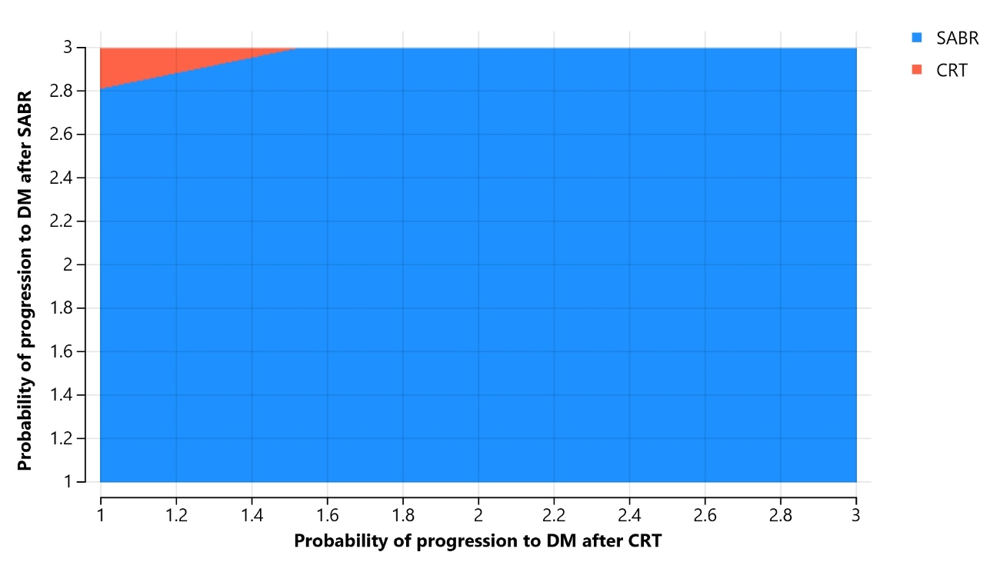 SABR
CRT
Probability of progression to DM after SABR
3
2.8
2.6
2.4
2.2
2
1.8
1.6
1.4
1.2
1
1 1.2 1.4 1.6 1.8 2 2.2 2.4 2.6 2.8 3
Probability of progression to DM after CRT